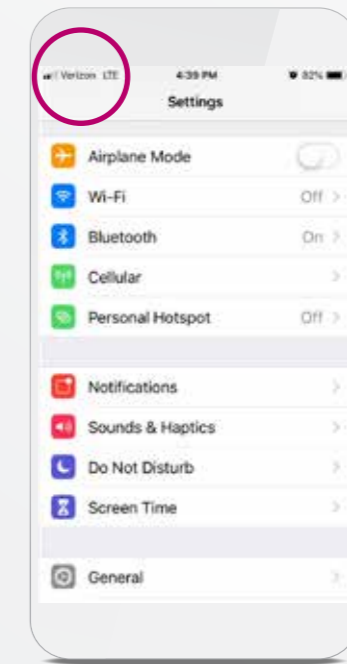 Verizon LTE 4:39 PM 82%
Settings
Airplane Mode
Wi-Fi Off
Bluetooth On
Cellular
Personal Hotspot Off
Notifications
Sounds & Haptics
Do Not Disturb
Screen Time
General